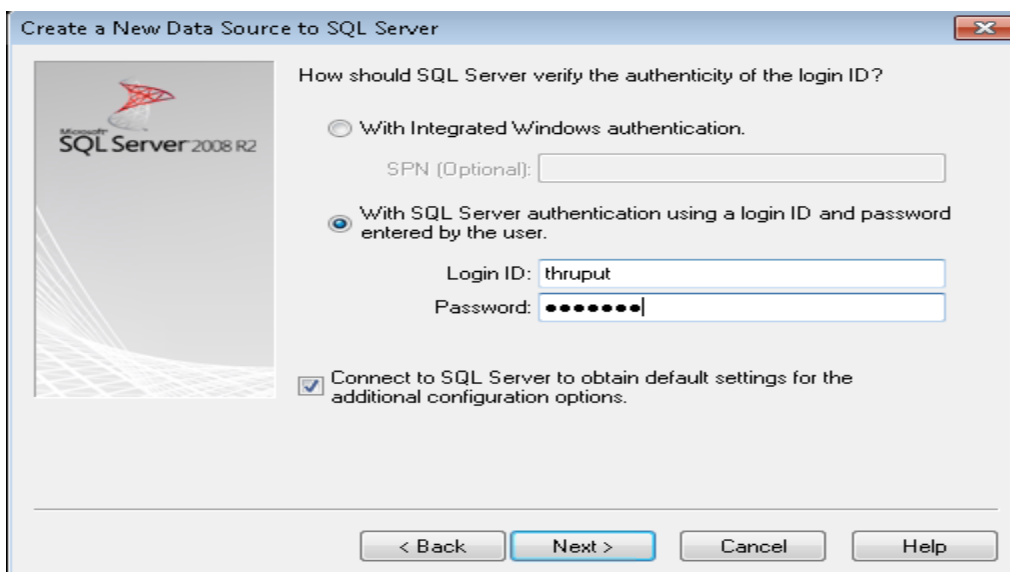 Create a New Data Source to SQL Server
How should SQL Server verify the authenticity of the login ID?
Microsoft
SQL Server 2008 R2
With Integrated Windows authentication.
SPN (Optional):
With SQL Server authentication using a login ID and password
entered by the user.
Login ID: thruput
Password: ●●●●●●●
Connect to SQL Server to obtain default settings for the
additional configuration options.
< Back Next > Cancel Help